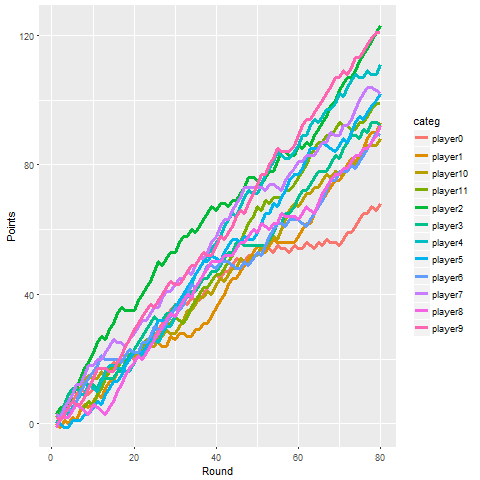 120
80
40
0
Points
0
20
40
60
80
Round
categ
player0
player1
player10
player11
player2
player3
player4
player5
player6
player7
player8
player9